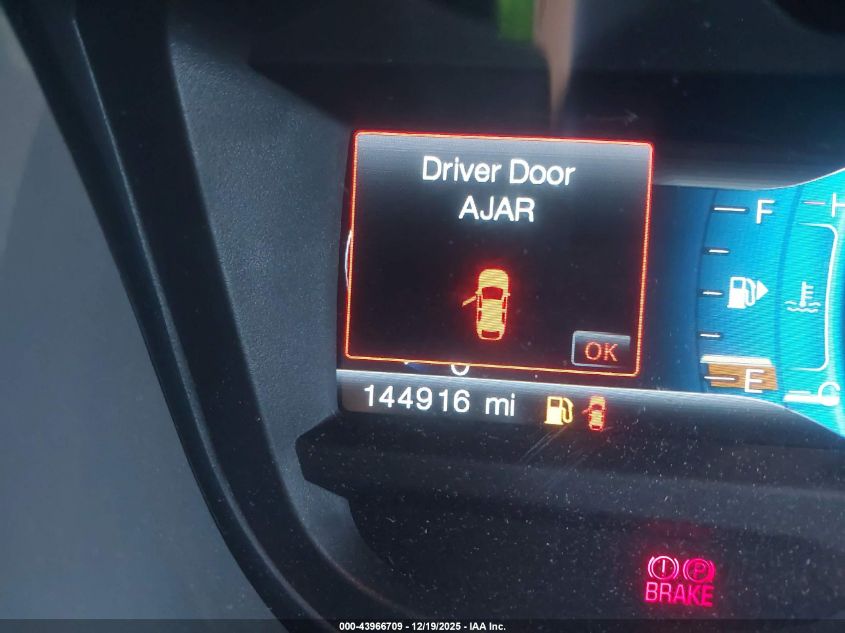 Driver Door
AJAR
OK
F
H
E
144916 mi
BRAKE
000-43966709 - 12/19/2025 - IAA Inc.